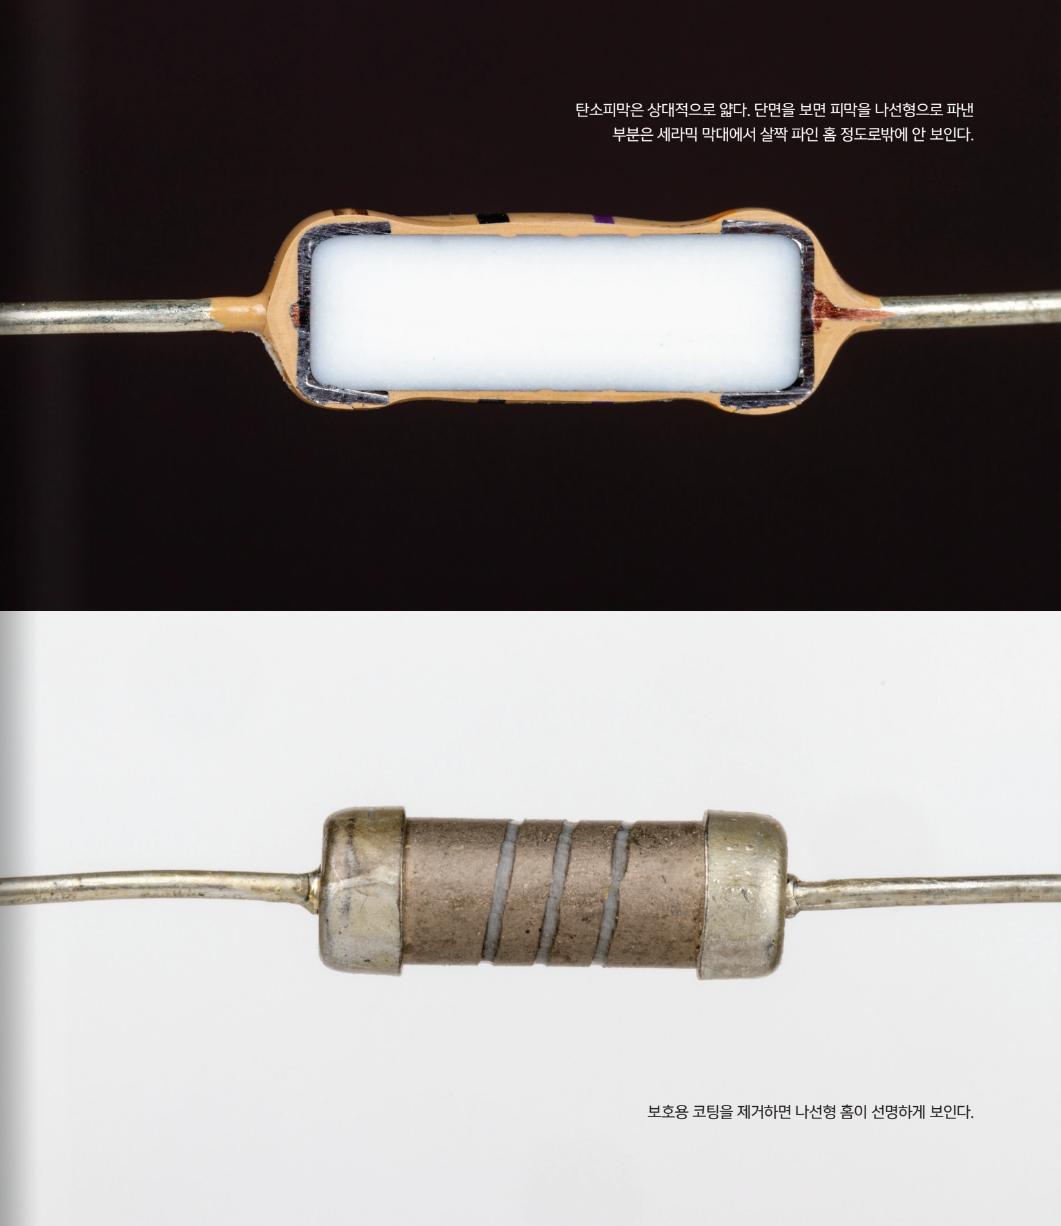 탄소피막은 상대적으로 얇다. 단면을 보면 피막을 나선형으로 파낸
부분은 세라믹 막대에서 살짝 파인 홈 정도로밖에 안 보인다.
보호용 코팅을 제거하면 나선형 홈이 선명하게 보인다.